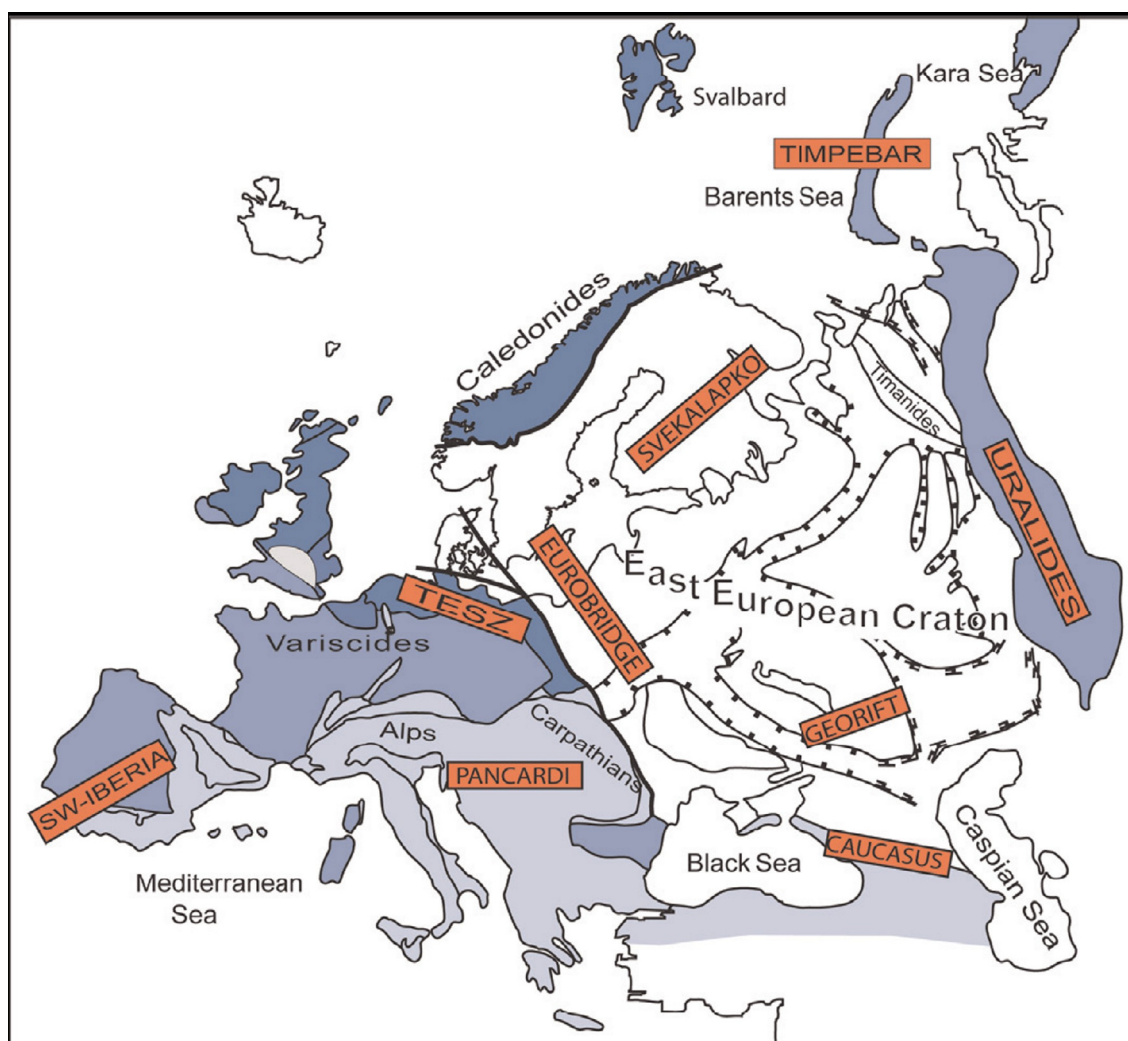 Kara Sea
Svalbard
TIMPEBAR
Barents Sea
Caledonides
SVEKALAPKO
Timanides
URALIDES
EUROBRIDGE
East European Craton
TESZ
Variscides
GEORIFT
Carpathians
Alps
PANCARDI
SW-IBERIA
CAUCASUS
Black Sea
Caspian Sea
Mediterranean
Sea